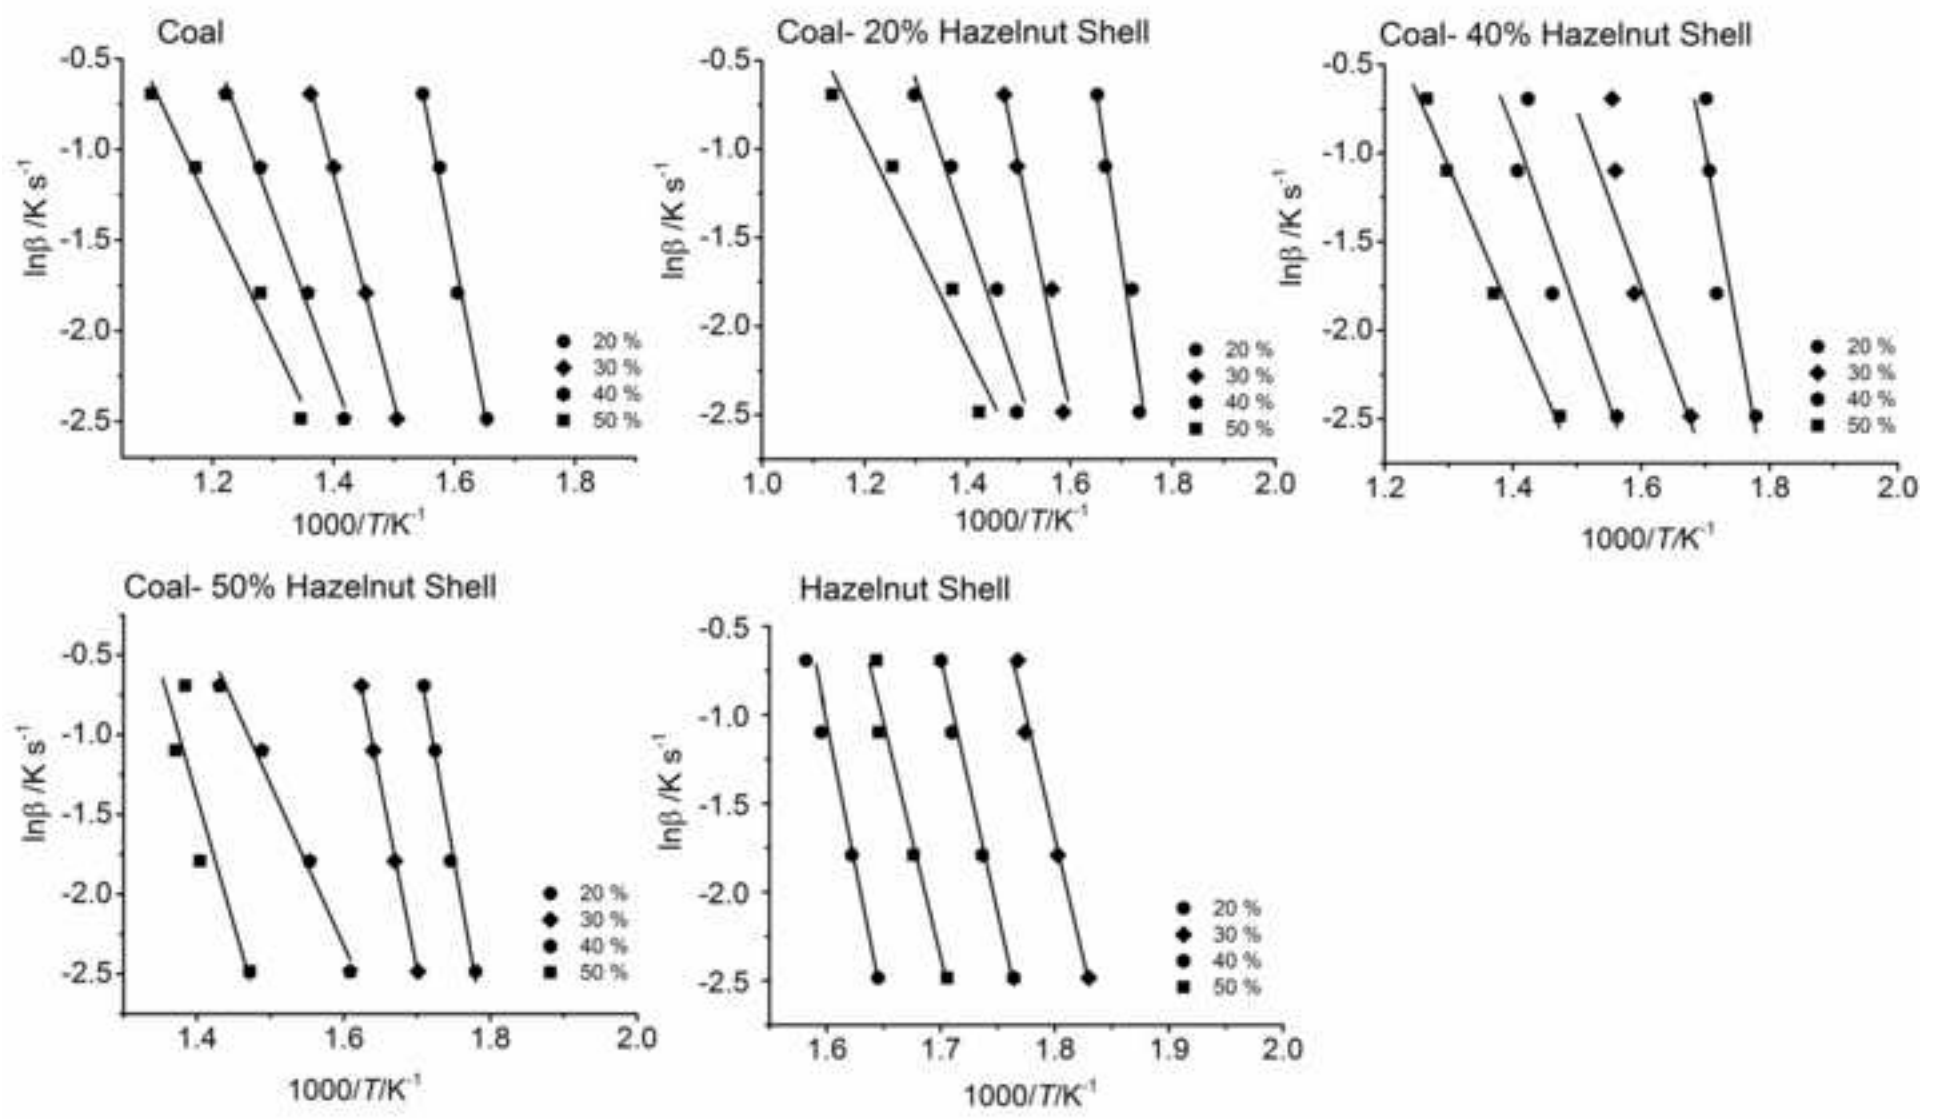 Coal
-0.5
-1.0
-1.5
-2.0
-2.5
lnβ /K s⁻¹
20 %
30 %
40 %
50 %
1.2 1.4 1.6 1.8
1000/T/K⁻¹
Coal- 20% Hazelnut Shell
-0.5
-1.0
-1.5
-2.0
-2.5
lnβ /K s⁻¹
20 %
30 %
40 %
50 %
1.0 1.2 1.4 1.6 1.8 2.0
1000/T/K⁻¹
Coal- 40% Hazelnut Shell
-0.5
-1.0
-1.5
-2.0
-2.5
lnβ /K s⁻¹
20 %
30 %
40 %
50 %
1.2 1.4 1.6 1.8 2.0
1000/T/K⁻¹
Coal- 50% Hazelnut Shell
-0.5
-1.0
-1.5
-2.0
-2.5
lnβ /K s⁻¹
20 %
30 %
40 %
50 %
1.4 1.6 1.8 2.0
1000/T/K⁻¹
Hazelnut Shell
-0.5
-1.0
-1.5
-2.0
-2.5
lnβ /K s⁻¹
20 %
30 %
40 %
50 %
1.6 1.7 1.8 1.9 2.0
1000/T/K⁻¹